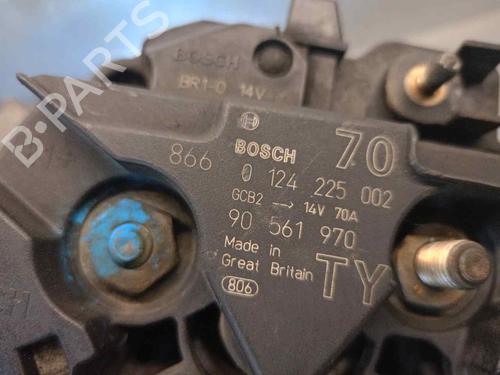 BOSCH
BR1-0 14V
B-PARTS
BOSCH 70
866 0 124 225 002
GCB2 → 14V 70A
90 561 970
Made in
Great Britain TY
806